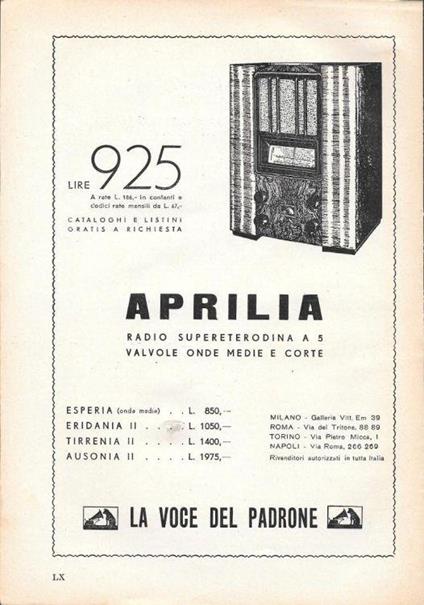 LIRE 925
A rate L. 186,- in contanti e
dodici rate mensili da L. 67,-
CATALOGHI E LISTINI
GRATIS A RICHIESTA
APRILIA
RADIO SUPERETERODINA A 5
VALVOLE ONDE MEDIE E CORTE
ESPERIA (onde medie) . . L. 850,—
ERIDANIA II . . . . L. 1050,—
TIRRENIA II . . . . L. 1400,—
AUSONIA II . . . . L. 1975,—
MILANO - Galleria Vitt. Em 39
ROMA - Via del Tritone, 88 89
TORINO - Via Pietro Micca, 1
NAPOLI - Via Roma, 266 269
Rivenditori autorizzati in tutta Italia
LA VOCE DEL PADRONE
LX